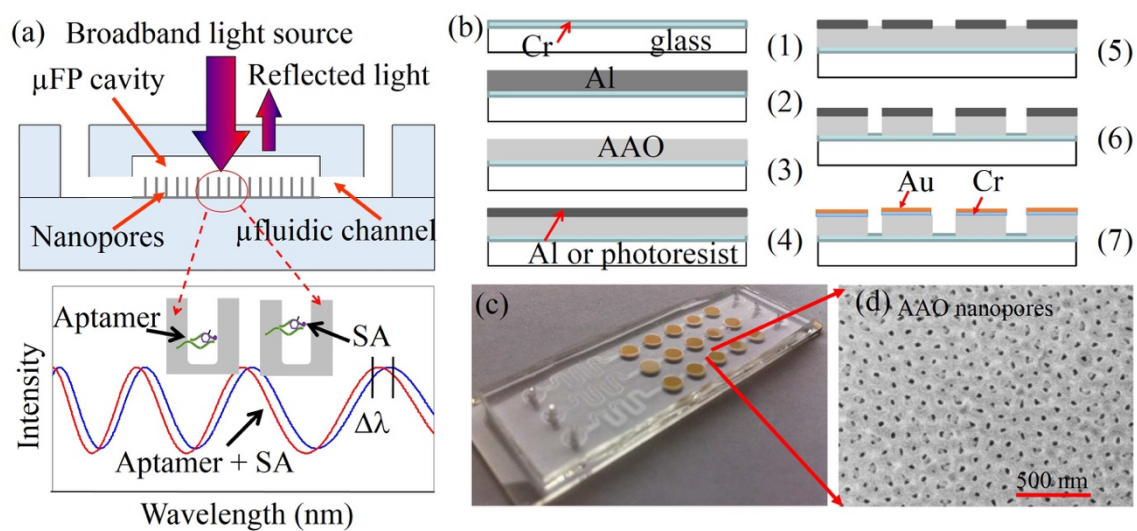 (a)
Broadband light source
µFP cavity
Reflected light
Nanopores
µfluidic channel
Aptamer
SA
Δλ
Aptamer + SA
Intensity
Wavelength (nm)
(b)
Cr
glass
(1)
Al
(2)
AAO
(3)
Al or photoresist
(4)
(5)
(6)
Au
Cr
(7)
(c)
(d)
AAO nanopores
500 nm